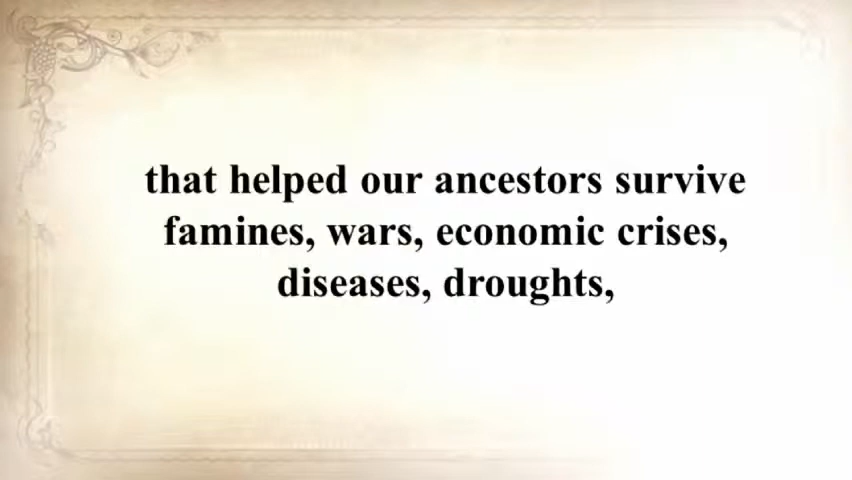 that helped our ancestors survive
famines, wars, economic crises,
diseases, droughts,